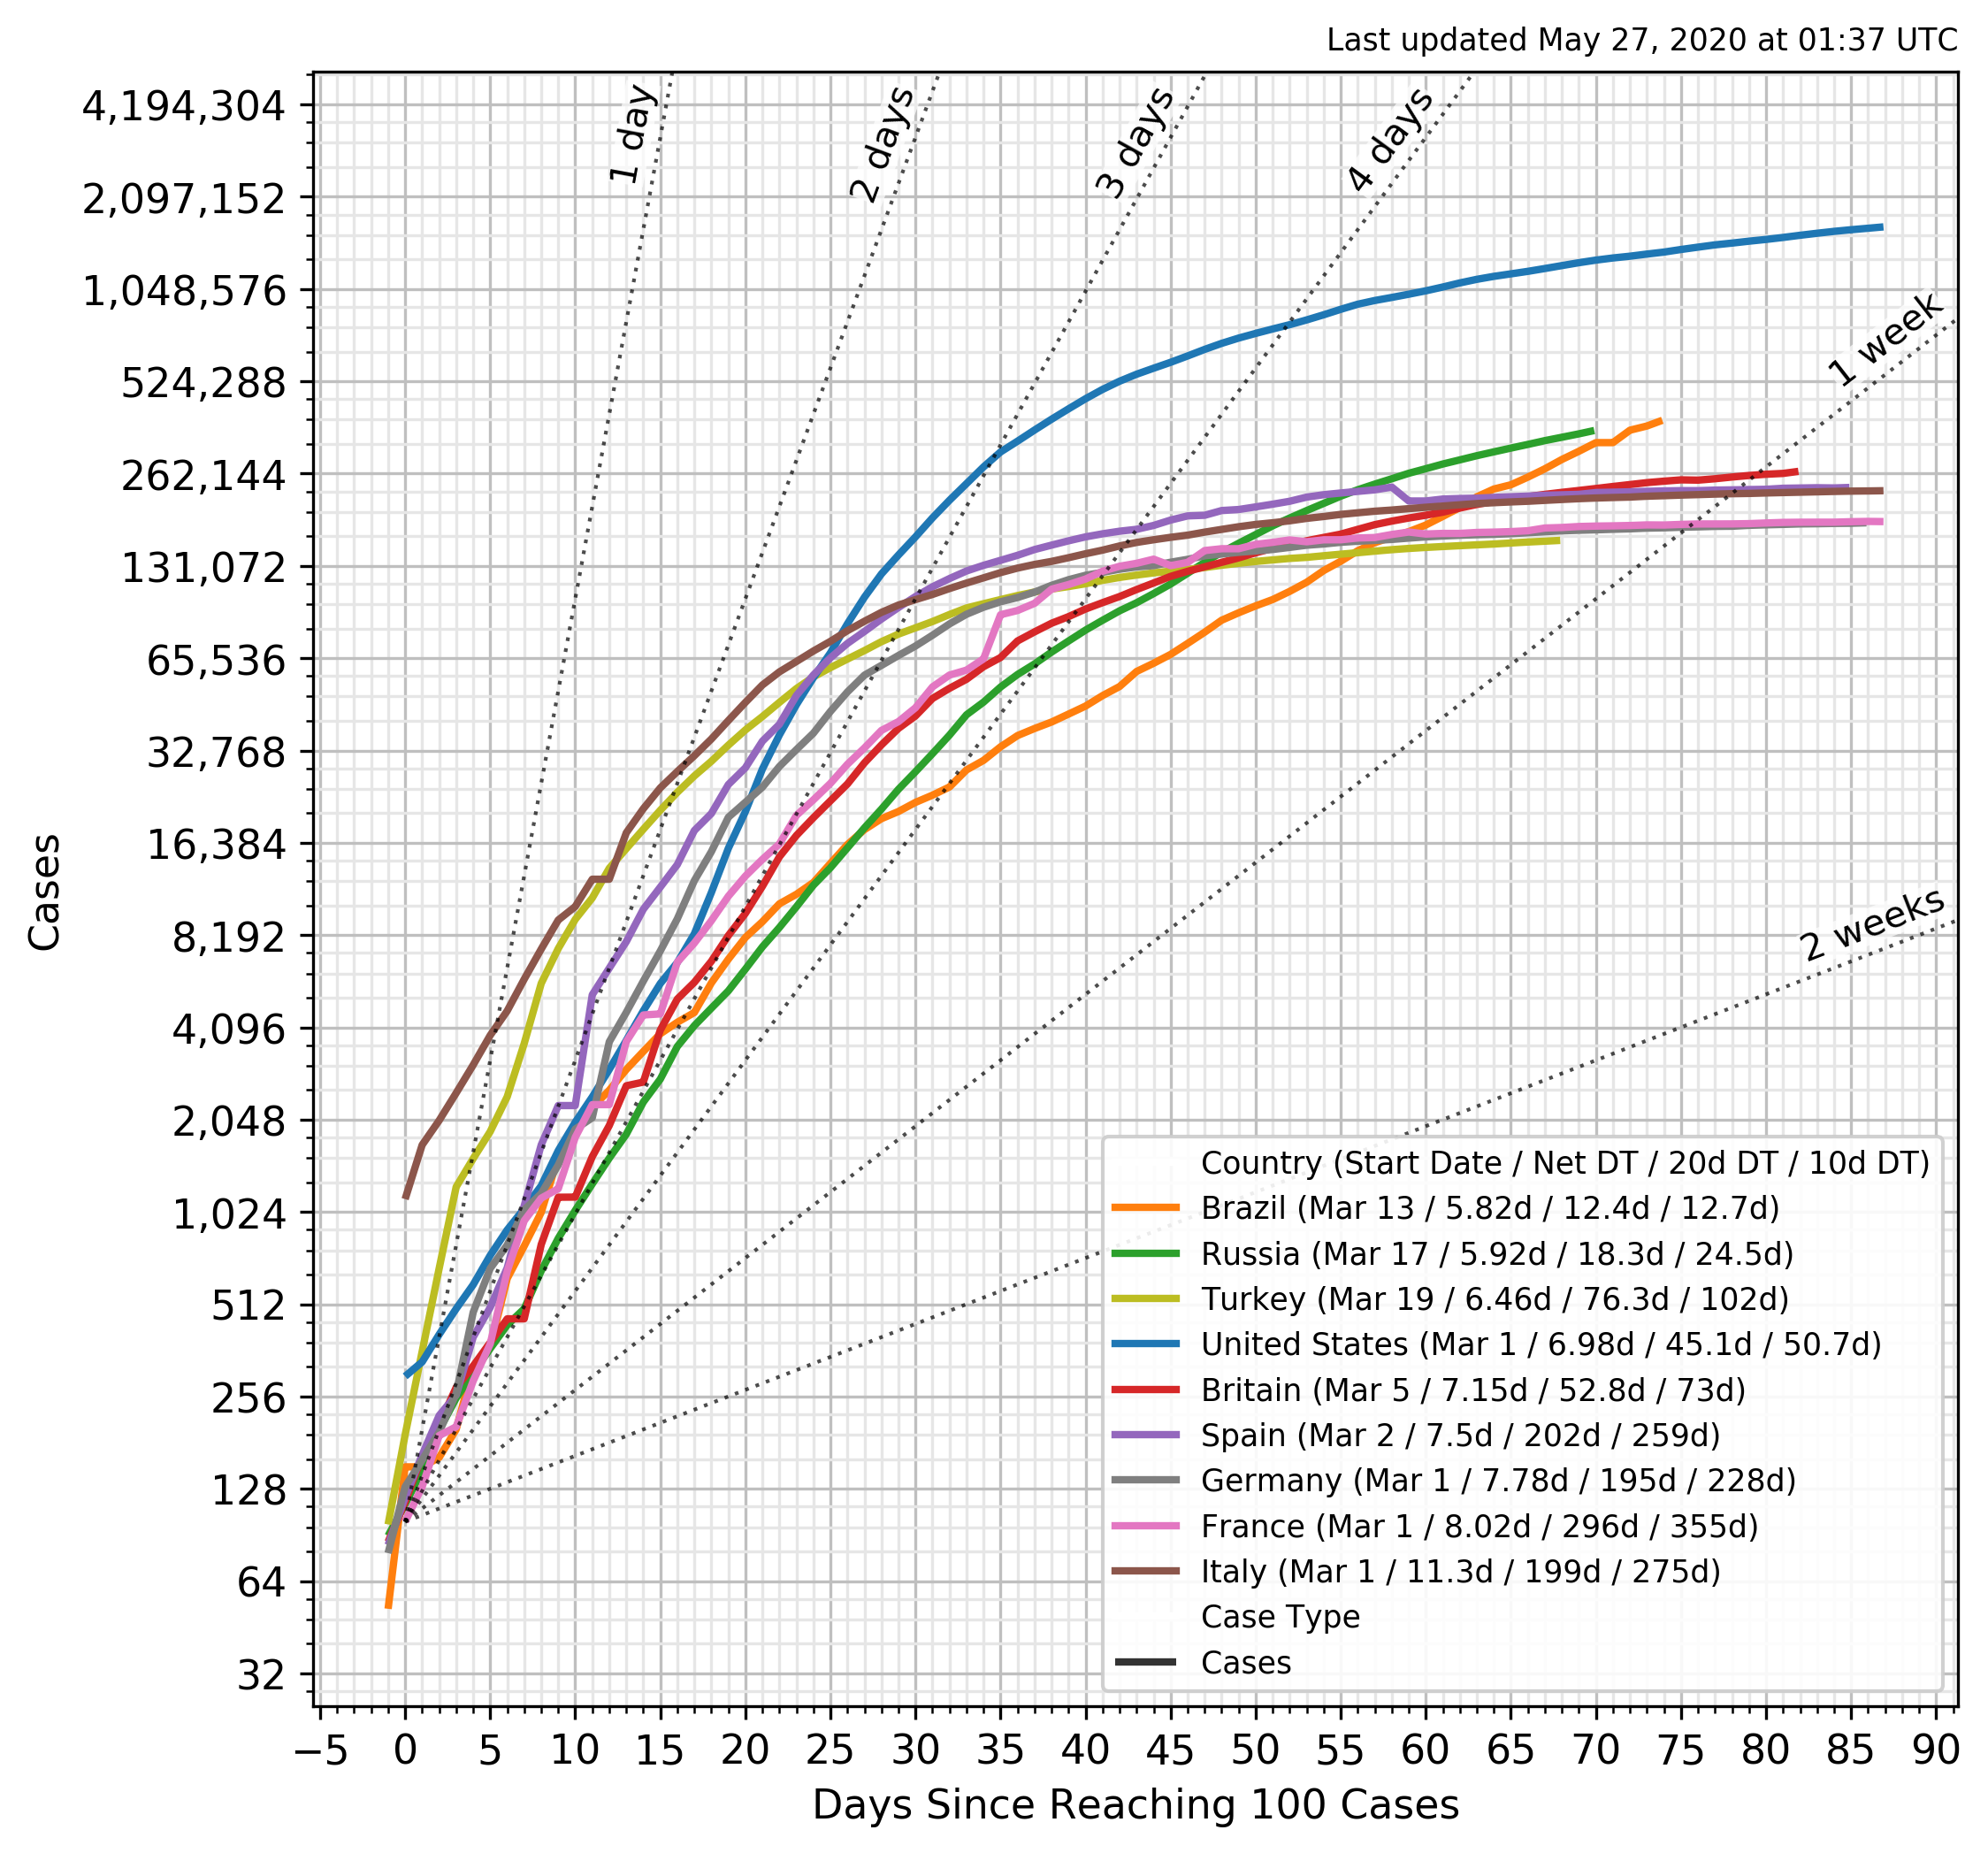 Last updated May 27, 2020 at 01:37 UTC
4,194,304
2,097,152
1,048,576
524,288
262,144
131,072
65,536
32,768
16,384
8,192
4,096
2,048
1,024
512
256
128
64
32
Cases
1 day
2 days
3 days
4 days
1 week
2 weeks
Country (Start Date / Net DT / 20d DT / 10d DT)
Brazil (Mar 13 / 5.82d / 12.4d / 12.7d)
Russia (Mar 17 / 5.92d / 18.3d / 24.5d)
Turkey (Mar 19 / 6.46d / 76.3d / 102d)
United States (Mar 1 / 6.98d / 45.1d / 50.7d)
Britain (Mar 5 / 7.15d / 52.8d / 73d)
Spain (Mar 2 / 7.5d / 202d / 259d)
Germany (Mar 1 / 7.78d / 195d / 228d)
France (Mar 1 / 8.02d / 296d / 355d)
Italy (Mar 1 / 11.3d / 199d / 275d)
Case Type
Cases
−5 0 5 10 15 20 25 30 35 40 45 50 55 60 65 70 75 80 85 90
Days Since Reaching 100 Cases